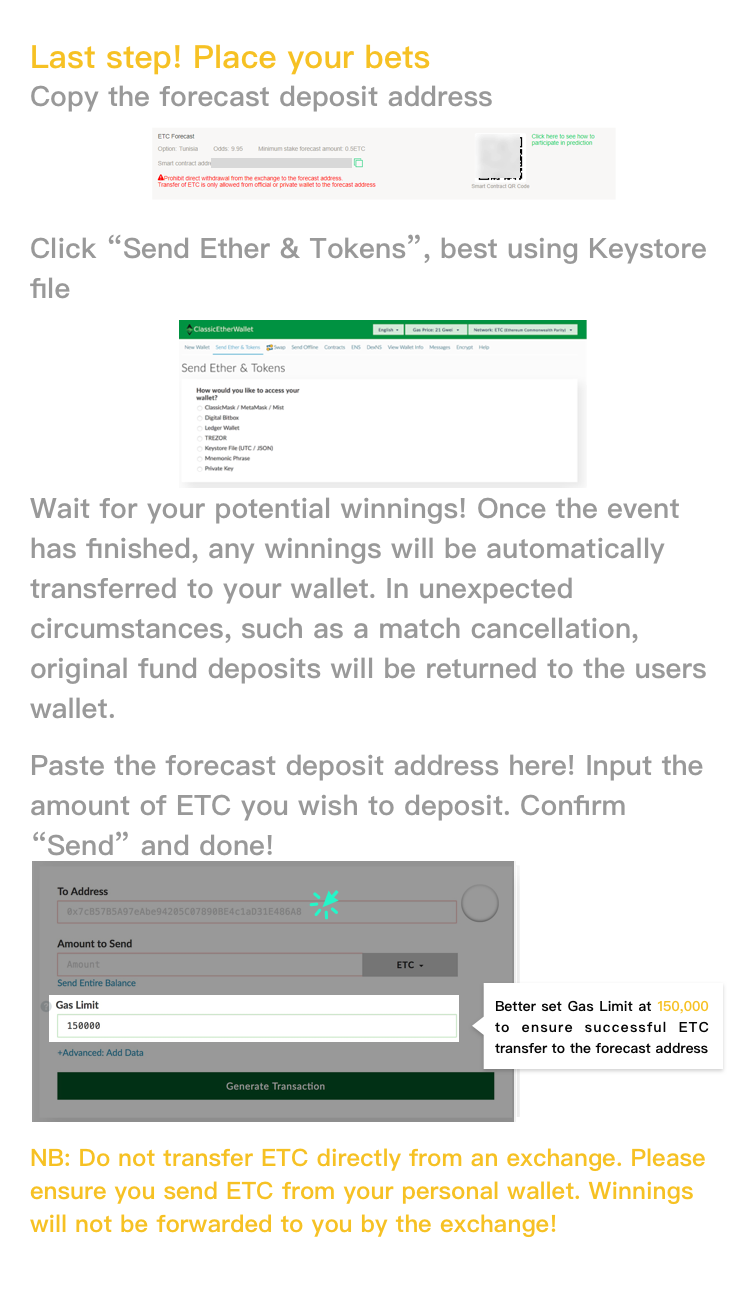 Last step! Place your bets
Copy the forecast deposit address
ETC Forecast
Option: Tunisia Odds: 9.95 Minimum stake forecast amount: 0.5ETC
Click here to see how to
participate in prediction
Smart contract addre
Prohibit direct withdrawal from the exchange to the forecast address.
Transfer of ETC is only allowed from official or private wallet to the forecast address
Smart Contract QR Code
Click “Send Ether & Tokens”, best using Keystore
file
ClassicEtherWallet
English Gas Price: 21 Gwei Network: ETC (Ethereum Commonwealth Parity)
New Wallet Send Ether & Tokens Swap Send Offline Contracts ENS DexNS View Wallet Info Messages Encrypt Help
Send Ether & Tokens
How would you like to access your
wallet?
ClassicMask / MetaMask / Mist
Digital Bitbox
Ledger Wallet
TREZOR
Keystore File (UTC / JSON)
Mnemonic Phrase
Private Key
Wait for your potential winnings! Once the event
has finished, any winnings will be automatically
transferred to your wallet. In unexpected
circumstances, such as a match cancellation,
original fund deposits will be returned to the users
wallet.
Paste the forecast deposit address here! Input the
amount of ETC you wish to deposit. Confirm
“Send” and done!
To Address
0x7cB57B5A97eAbe94205C07890BE4c1aD31E486A8
Amount to Send
Amount ETC
Send Entire Balance
Gas Limit
150000
+Advanced: Add Data
Generate Transaction
Better set Gas Limit at 150,000
to ensure successful ETC
transfer to the forecast address
NB: Do not transfer ETC directly from an exchange. Please
ensure you send ETC from your personal wallet. Winnings
will not be forwarded to you by the exchange!